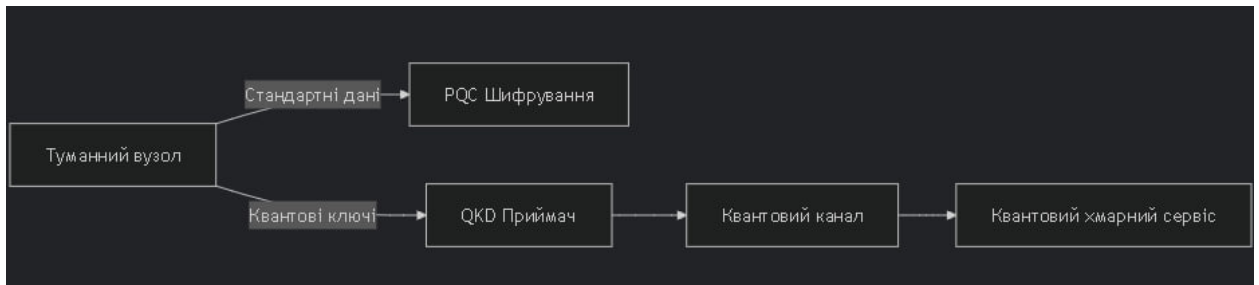 Стандартні дані
PQC Шифрування
Туманний вузол
Квантові ключі
QKD Приймач
Квантовий канал
Квантовий хмарний сервіс